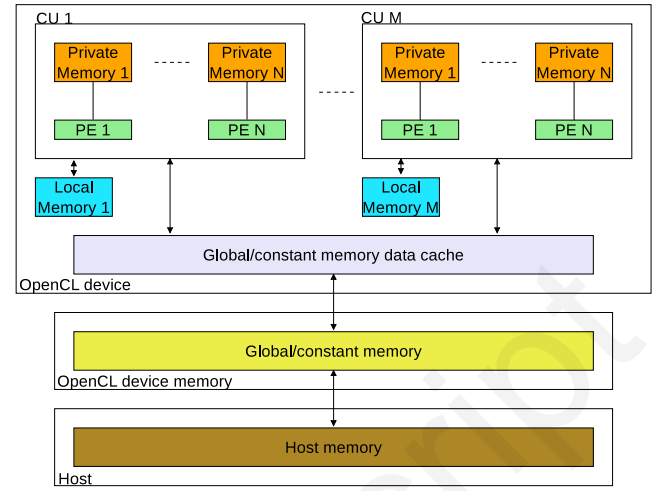 CU 1
CU M
Private
Memory 1
Private
Memory N
Private
Memory 1
Private
Memory N
PE 1
PE N
PE 1
PE N
Local
Memory 1
Local
Memory M
Global/constant memory data cache
OpenCL device
Global/constant memory
OpenCL device memory
Host memory
Host
cript